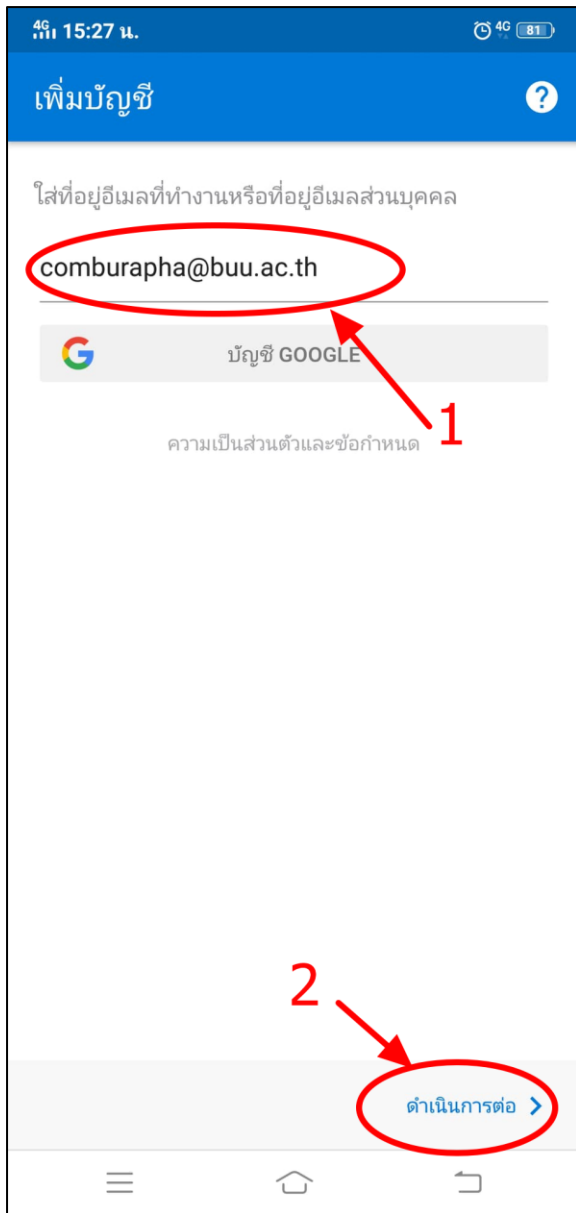 4G 15:27 น. 4G 81
เพิ่มบัญชี ?
ใส่ที่อยู่อีเมลที่ทำงานหรือที่อยู่อีเมลส่วนบุคคล
comburapha@buu.ac.th
G บัญชี GOOGLE
1
ความเป็นส่วนตัวและข้อกำหนด
2
ดำเนินการต่อ